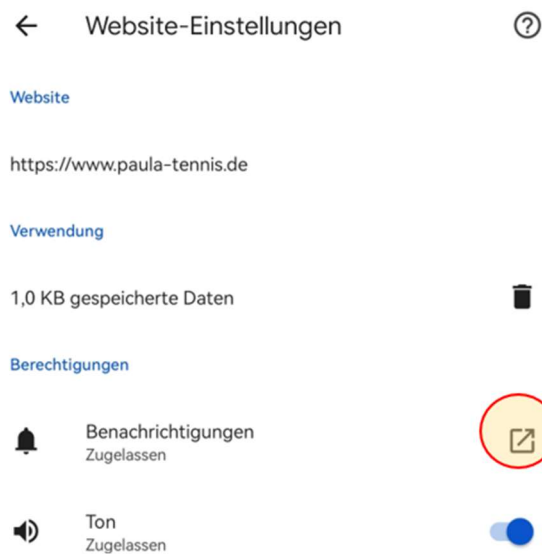 Website-Einstellungen
Website
https://www.paula-tennis.de
Verwendung
1,0 KB gespeicherte Daten
Berechtigungen
Benachrichtigungen
Zugelassen
Ton
Zugelassen